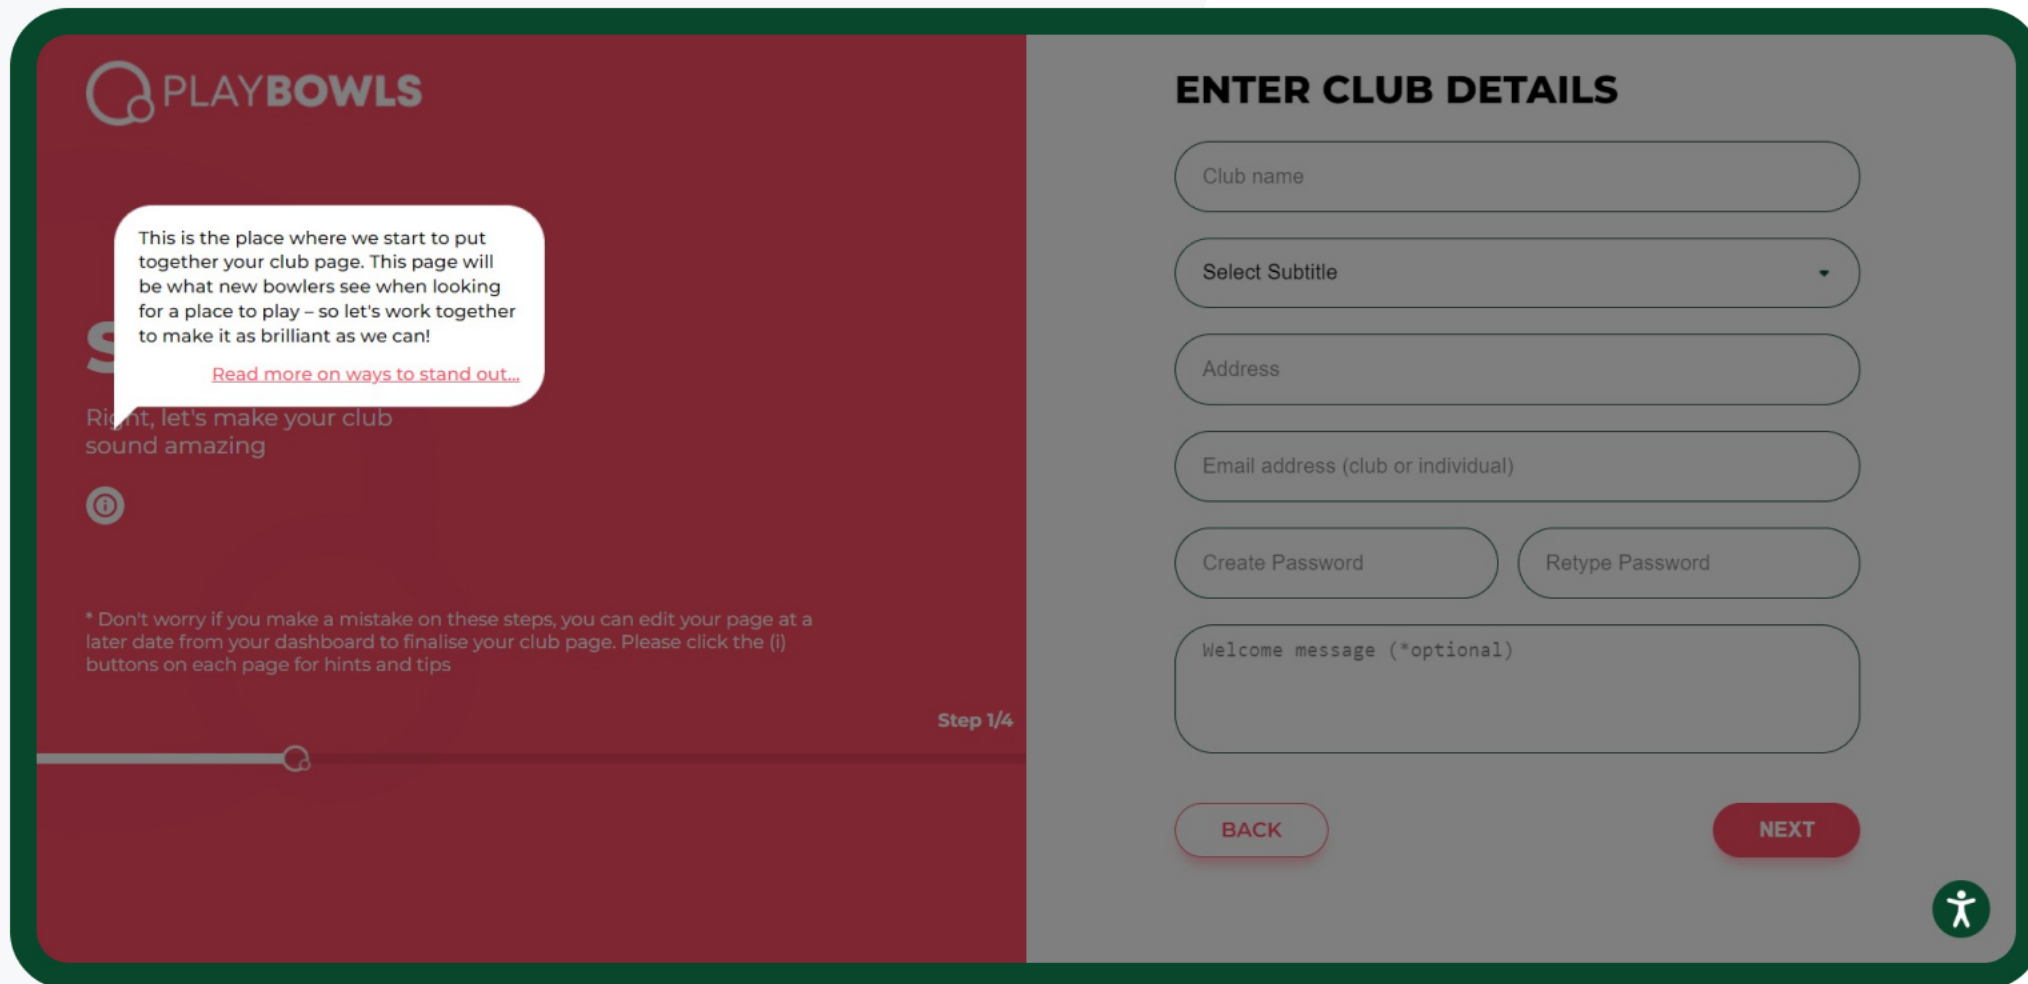 PLAYBOWLS
This is the place where we start to put
together your club page. This page will
be what new bowlers see when looking
for a place to play – so let's work together
to make it as brilliant as we can!
Read more on ways to stand out...
Right, let's make your club
sound amazing
* Don't worry if you make a mistake on these steps, you can edit your page at a
later date from your dashboard to finalise your club page. Please click the (i)
buttons on each page for hints and tips
Step 1/4
ENTER CLUB DETAILS
Club name
Select Subtitle
Address
Email address (club or individual)
Create Password
Retype Password
Welcome message (*optional)
BACK
NEXT